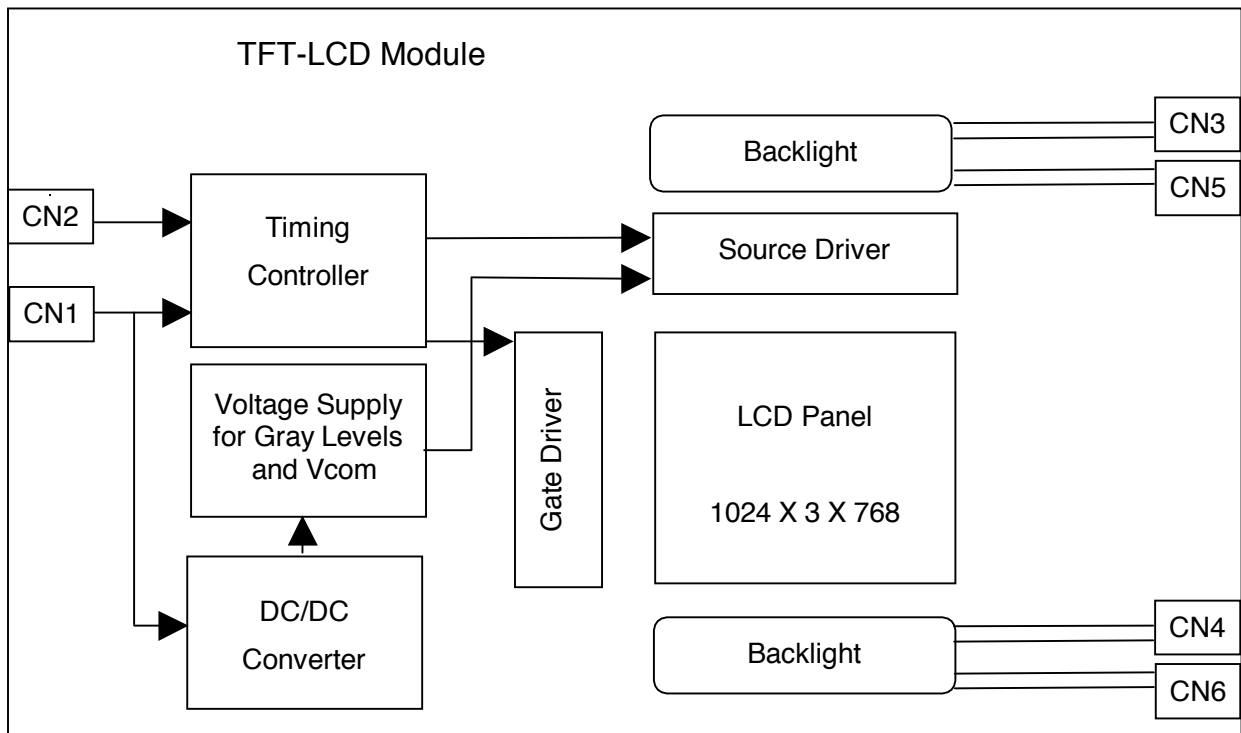 TFT-LCD Module
Backlight
CN3
CN5
CN2
CN1
Timing
Controller
Source Driver
Voltage Supply
for Gray Levels
and Vcom
Gate Driver
LCD Panel
1024 X 3 X 768
DC/DC
Converter
Backlight
CN4
CN6